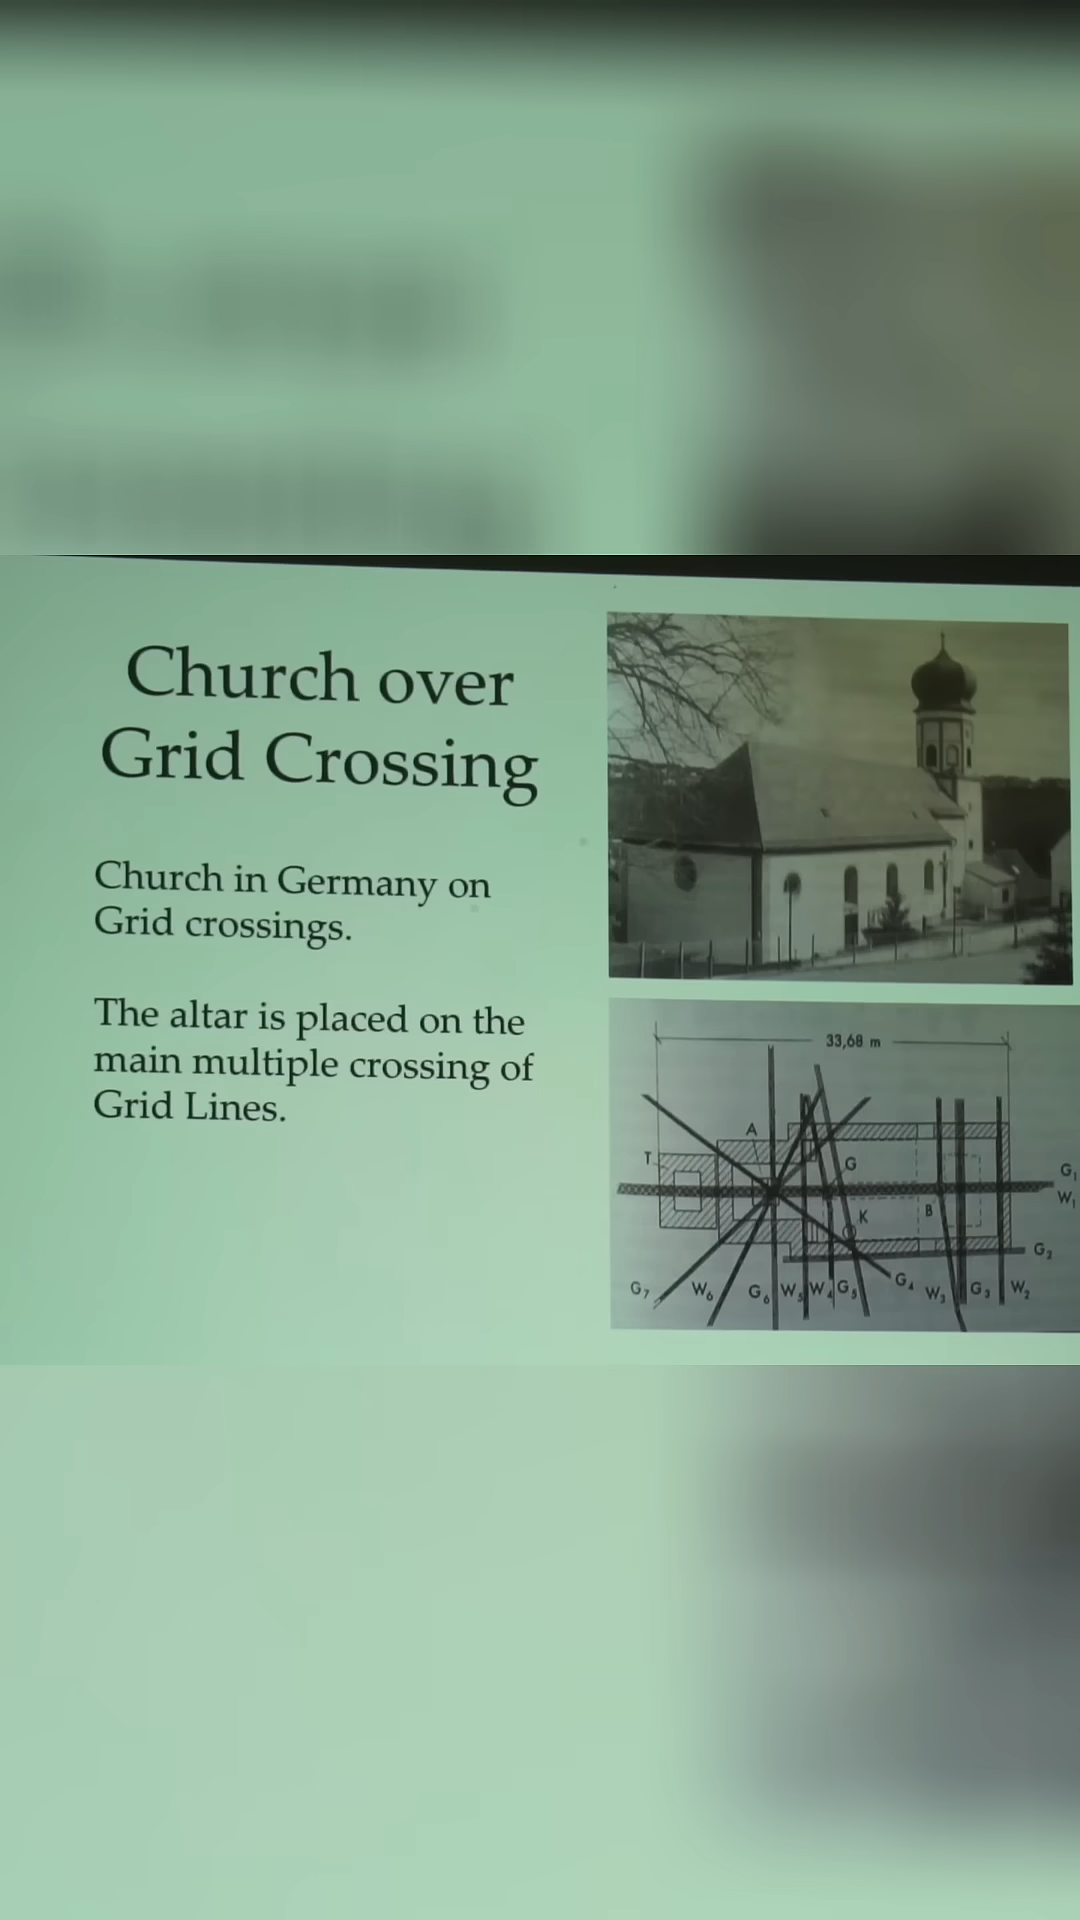 Church over
Grid Crossing
Church in Germany on
Grid crossings.
The altar is placed on the
main multiple crossing of
Grid Lines.
33,68 m
A
T
G
G₁
W₁
K
B
G₂
G₇ W₆ G₆ W₅ W₄ G₅ G₄ W₃ G₃ W₂